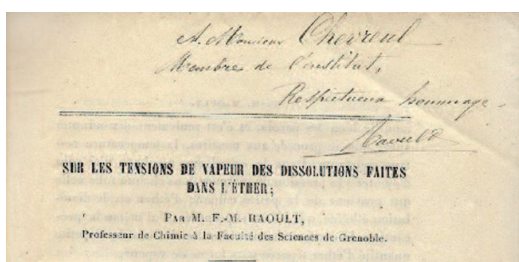 A Monsieur Chevreul
Membre de l'institut,
Respectueux hommage
Raoult
SUR LES TENSIONS DE VAPEUR DES DISSOLUTIONS FAITES
DANS L'ÉTHER;
PAR M. F.-M. RAOULT,
Professeur de Chimie à la Faculté des Sciences de Grenoble.